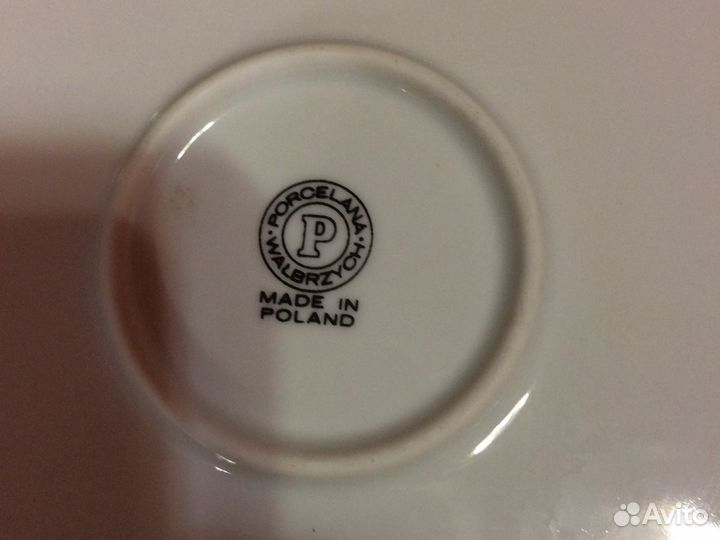 PORCELANA
WALBRZYCH
P
MADE IN
POLAND
Avito